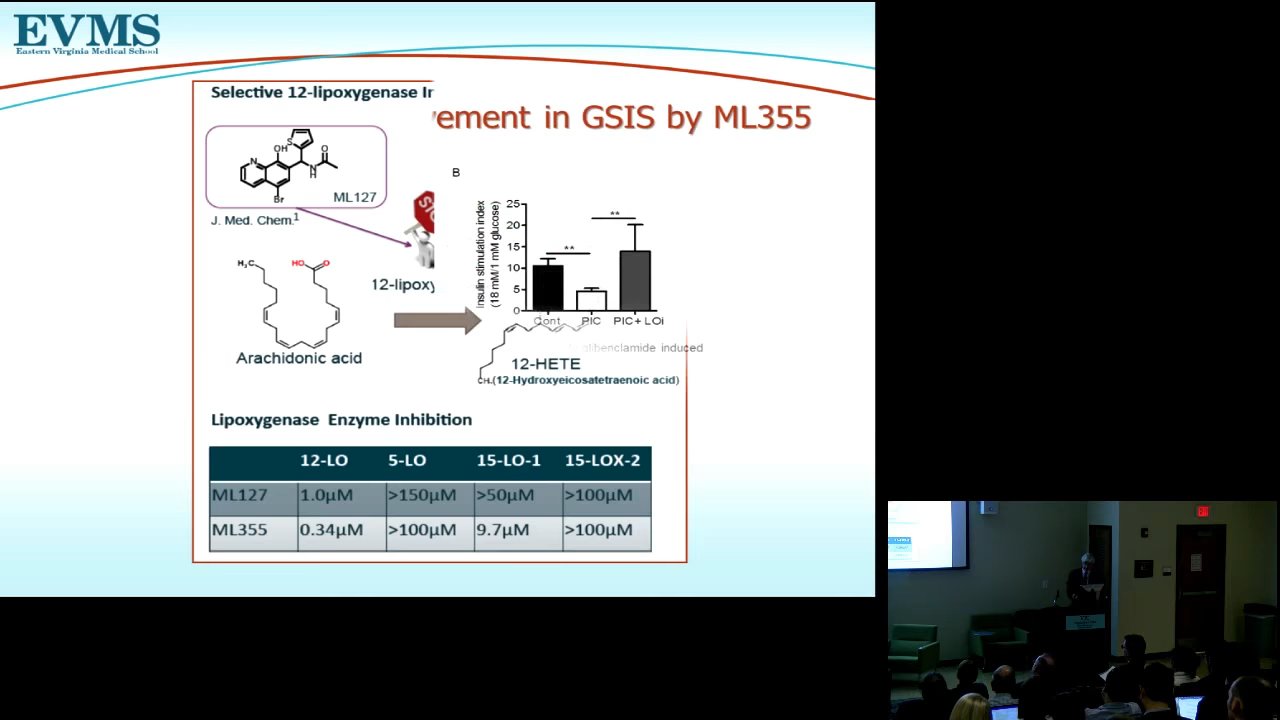 EVMS
Eastern Virginia Medical School
Selective 12-lipoxygenase
ement in GSIS by ML355
OH
S
O
N
N
H
Br
ML127
J. Med. Chem.1
B
Insulin stimulation index
(18 mM/1 mM glucose)
25
20
15
10
5
0
**
**
Cont PIC PIC+ LOi
H₃C
HO
O
12-lipoxy
Arachidonic acid
glibenclamide induced
12-HETE
CH₃(12-Hydroxyeicosatetraenoic acid)
Lipoxygenase Enzyme Inhibition
12-LO 5-LO 15-LO-1 15-LOX-2
ML127 1.0µM >150µM >50µM >100µM
ML355 0.34µM >100µM 9.7µM >100µM